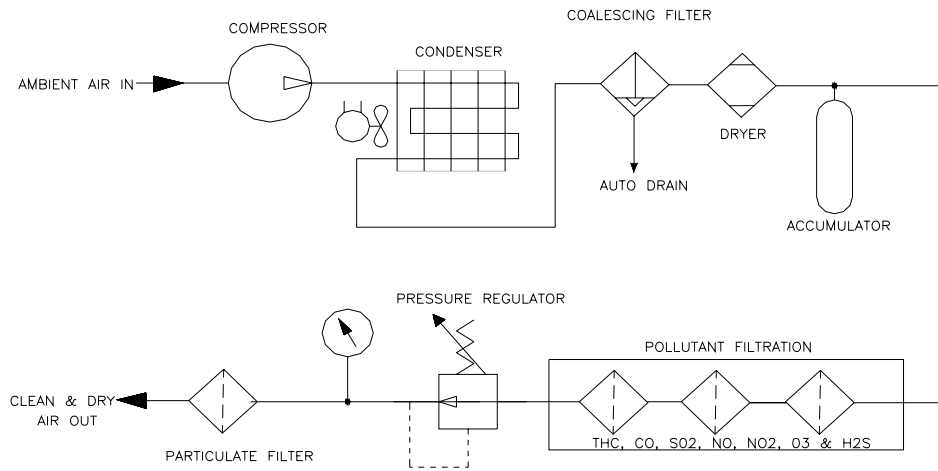 COMPRESSOR
COALESCING FILTER
CONDENSER
AMBIENT AIR IN
DRYER
AUTO DRAIN
ACCUMULATOR
PRESSURE REGULATOR
POLLUTANT FILTRATION
CLEAN & DRY
AIR OUT
THC, CO, SO2, NO, NO2, O3 & H2S
PARTICULATE FILTER